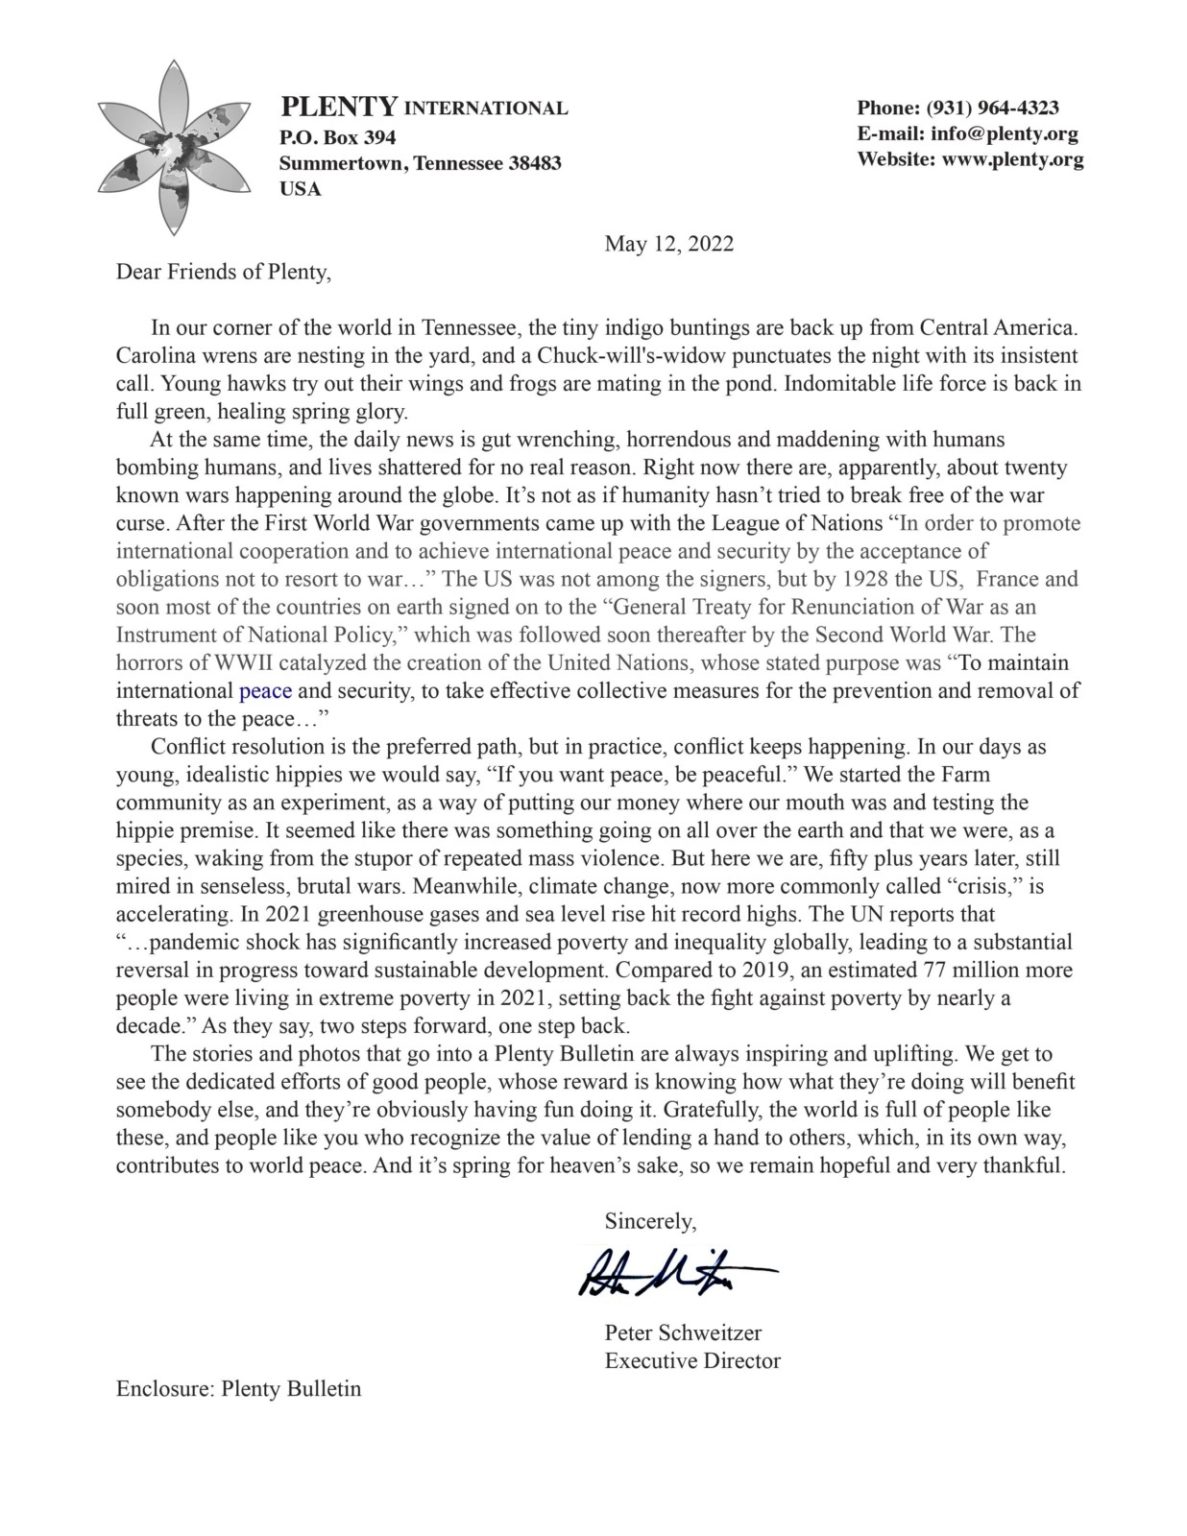 PLENTY INTERNATIONAL
P.O. Box 394
Summertown, Tennessee 38483
USA
Phone: (931) 964-4323
E-mail: info@plenty.org
Website: www.plenty.org
May 12, 2022
Dear Friends of Plenty,
In our corner of the world in Tennessee, the tiny indigo buntings are back up from Central America.
Carolina wrens are nesting in the yard, and a Chuck-will's-widow punctuates the night with its insistent
call. Young hawks try out their wings and frogs are mating in the pond. Indomitable life force is back in
full green, healing spring glory.
At the same time, the daily news is gut wrenching, horrendous and maddening with humans
bombing humans, and lives shattered for no real reason. Right now there are, apparently, about twenty
known wars happening around the globe. It’s not as if humanity hasn’t tried to break free of the war
curse. After the First World War governments came up with the League of Nations “In order to promote
international cooperation and to achieve international peace and security by the acceptance of
obligations not to resort to war…” The US was not among the signers, but by 1928 the US,  France and
soon most of the countries on earth signed on to the “General Treaty for Renunciation of War as an
Instrument of National Policy,” which was followed soon thereafter by the Second World War. The
horrors of WWII catalyzed the creation of the United Nations, whose stated purpose was “To maintain
international peace and security, to take effective collective measures for the prevention and removal of
threats to the peace…”
Conflict resolution is the preferred path, but in practice, conflict keeps happening. In our days as
young, idealistic hippies we would say, “If you want peace, be peaceful.” We started the Farm
community as an experiment, as a way of putting our money where our mouth was and testing the
hippie premise. It seemed like there was something going on all over the earth and that we were, as a
species, waking from the stupor of repeated mass violence. But here we are, fifty plus years later, still
mired in senseless, brutal wars. Meanwhile, climate change, now more commonly called “crisis,” is
accelerating. In 2021 greenhouse gases and sea level rise hit record highs. The UN reports that
“…pandemic shock has significantly increased poverty and inequality globally, leading to a substantial
reversal in progress toward sustainable development. Compared to 2019, an estimated 77 million more
people were living in extreme poverty in 2021, setting back the fight against poverty by nearly a
decade.” As they say, two steps forward, one step back.
The stories and photos that go into a Plenty Bulletin are always inspiring and uplifting. We get to
see the dedicated efforts of good people, whose reward is knowing how what they’re doing will benefit
somebody else, and they’re obviously having fun doing it. Gratefully, the world is full of people like
these, and people like you who recognize the value of lending a hand to others, which, in its own way,
contributes to world peace. And it’s spring for heaven’s sake, so we remain hopeful and very thankful.
Sincerely,
Peter Schweitzer
Executive Director
Enclosure: Plenty Bulletin